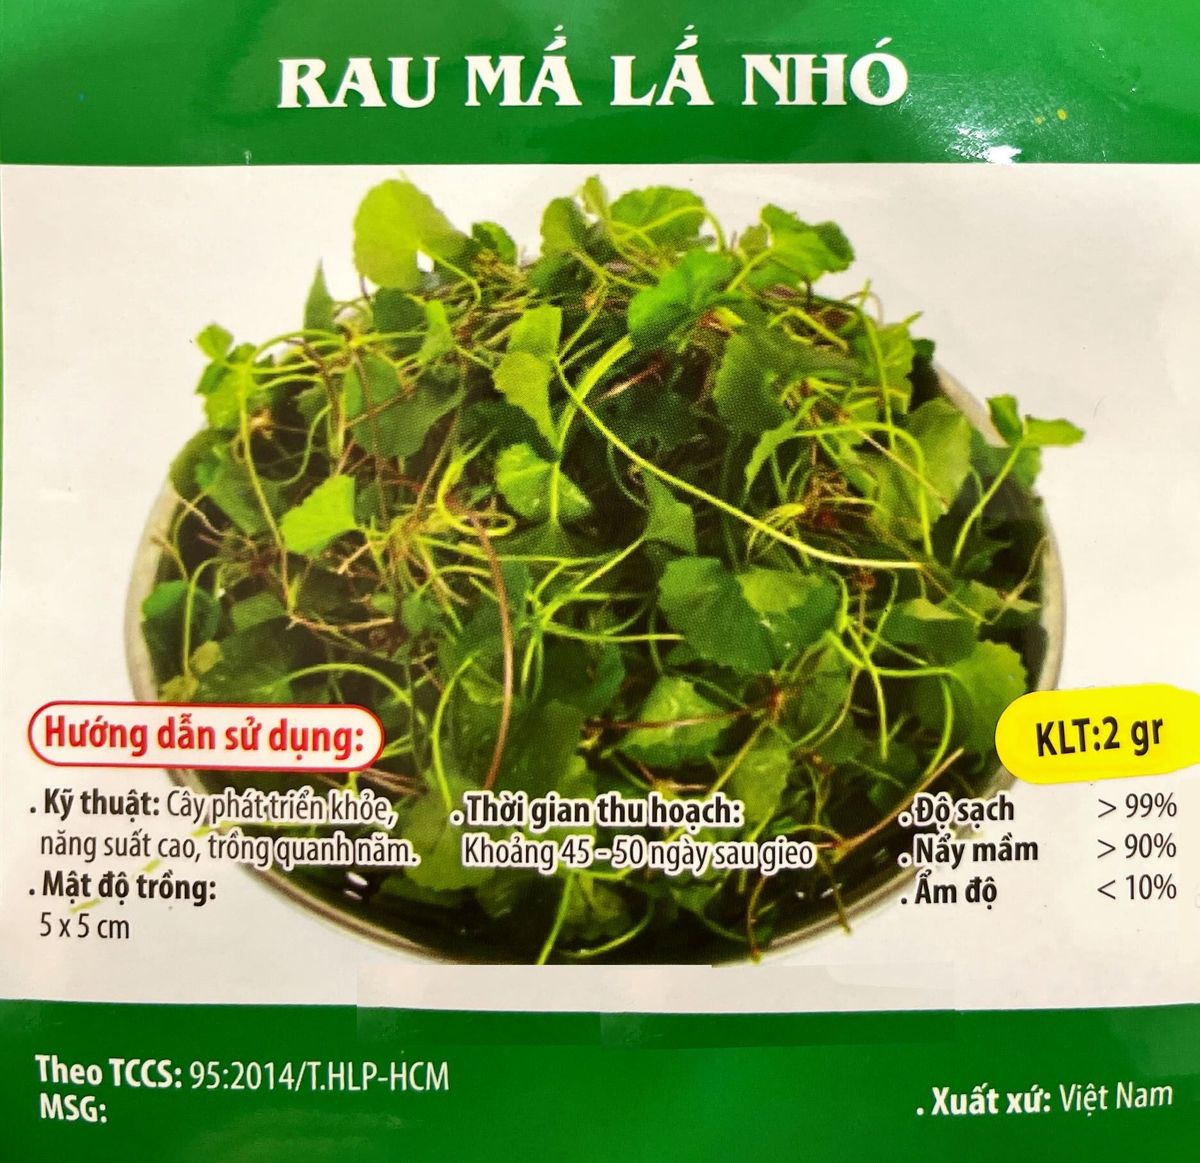 RAU MÁ LÁ NHỎ
Hướng dẫn sử dụng:
KLT:2 gr
. Kỹ thuật: Cây phát triển khỏe,
năng suất cao, trồng quanh năm.
. Mật độ trồng:
5 x 5 cm
. Thời gian thu hoạch:
Khoảng 45 - 50 ngày sau gieo
. Độ sạch > 99%
. Nẩy mầm > 90%
. Ẩm độ < 10%
Theo TCCS: 95:2014/T.HLP-HCM
MSG:
. Xuất xứ: Việt Nam